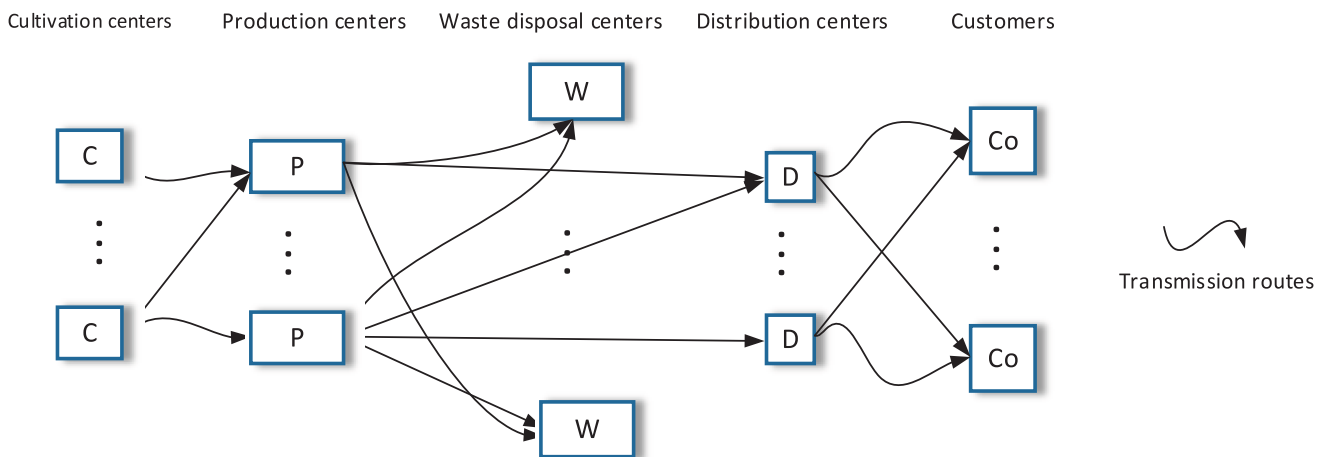 Cultivation centers
Production centers
Waste disposal centers
Distribution centers
Customers
W
C
P
D
Co
Transmission routes
C
P
D
Co
W